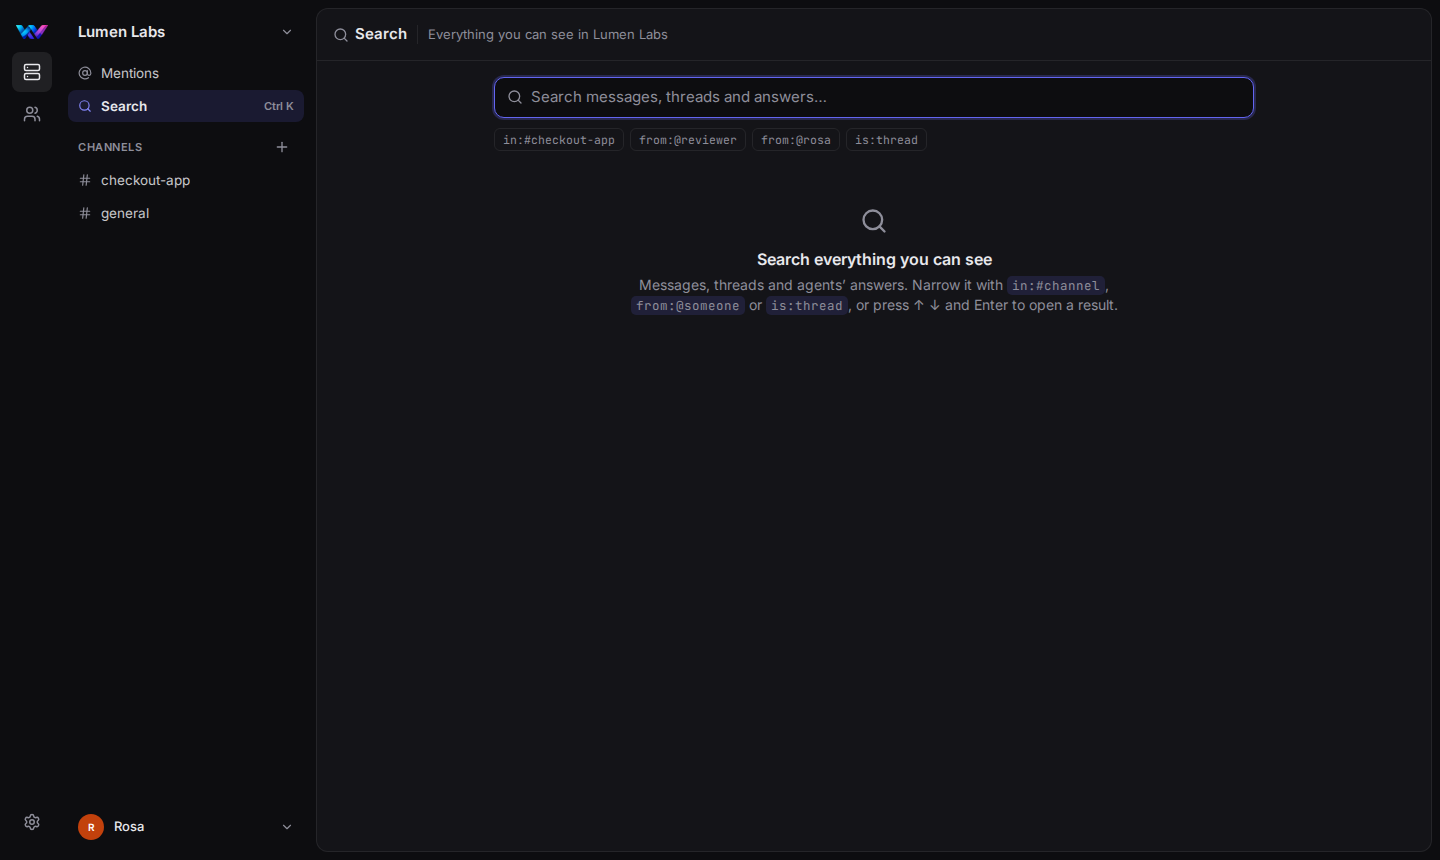 Lumen Labs
Mentions
Search
Ctrl K
CHANNELS
checkout-app
general
R
Rosa
Search
Everything you can see in Lumen Labs
Search messages, threads and answers...
in:#checkout-app
from:@reviewer
from:@rosa
is:thread
Search everything you can see
Messages, threads and agents’ answers. Narrow it with in:#channel,
from:@someone or is:thread, or press ↑ ↓ and Enter to open a result.